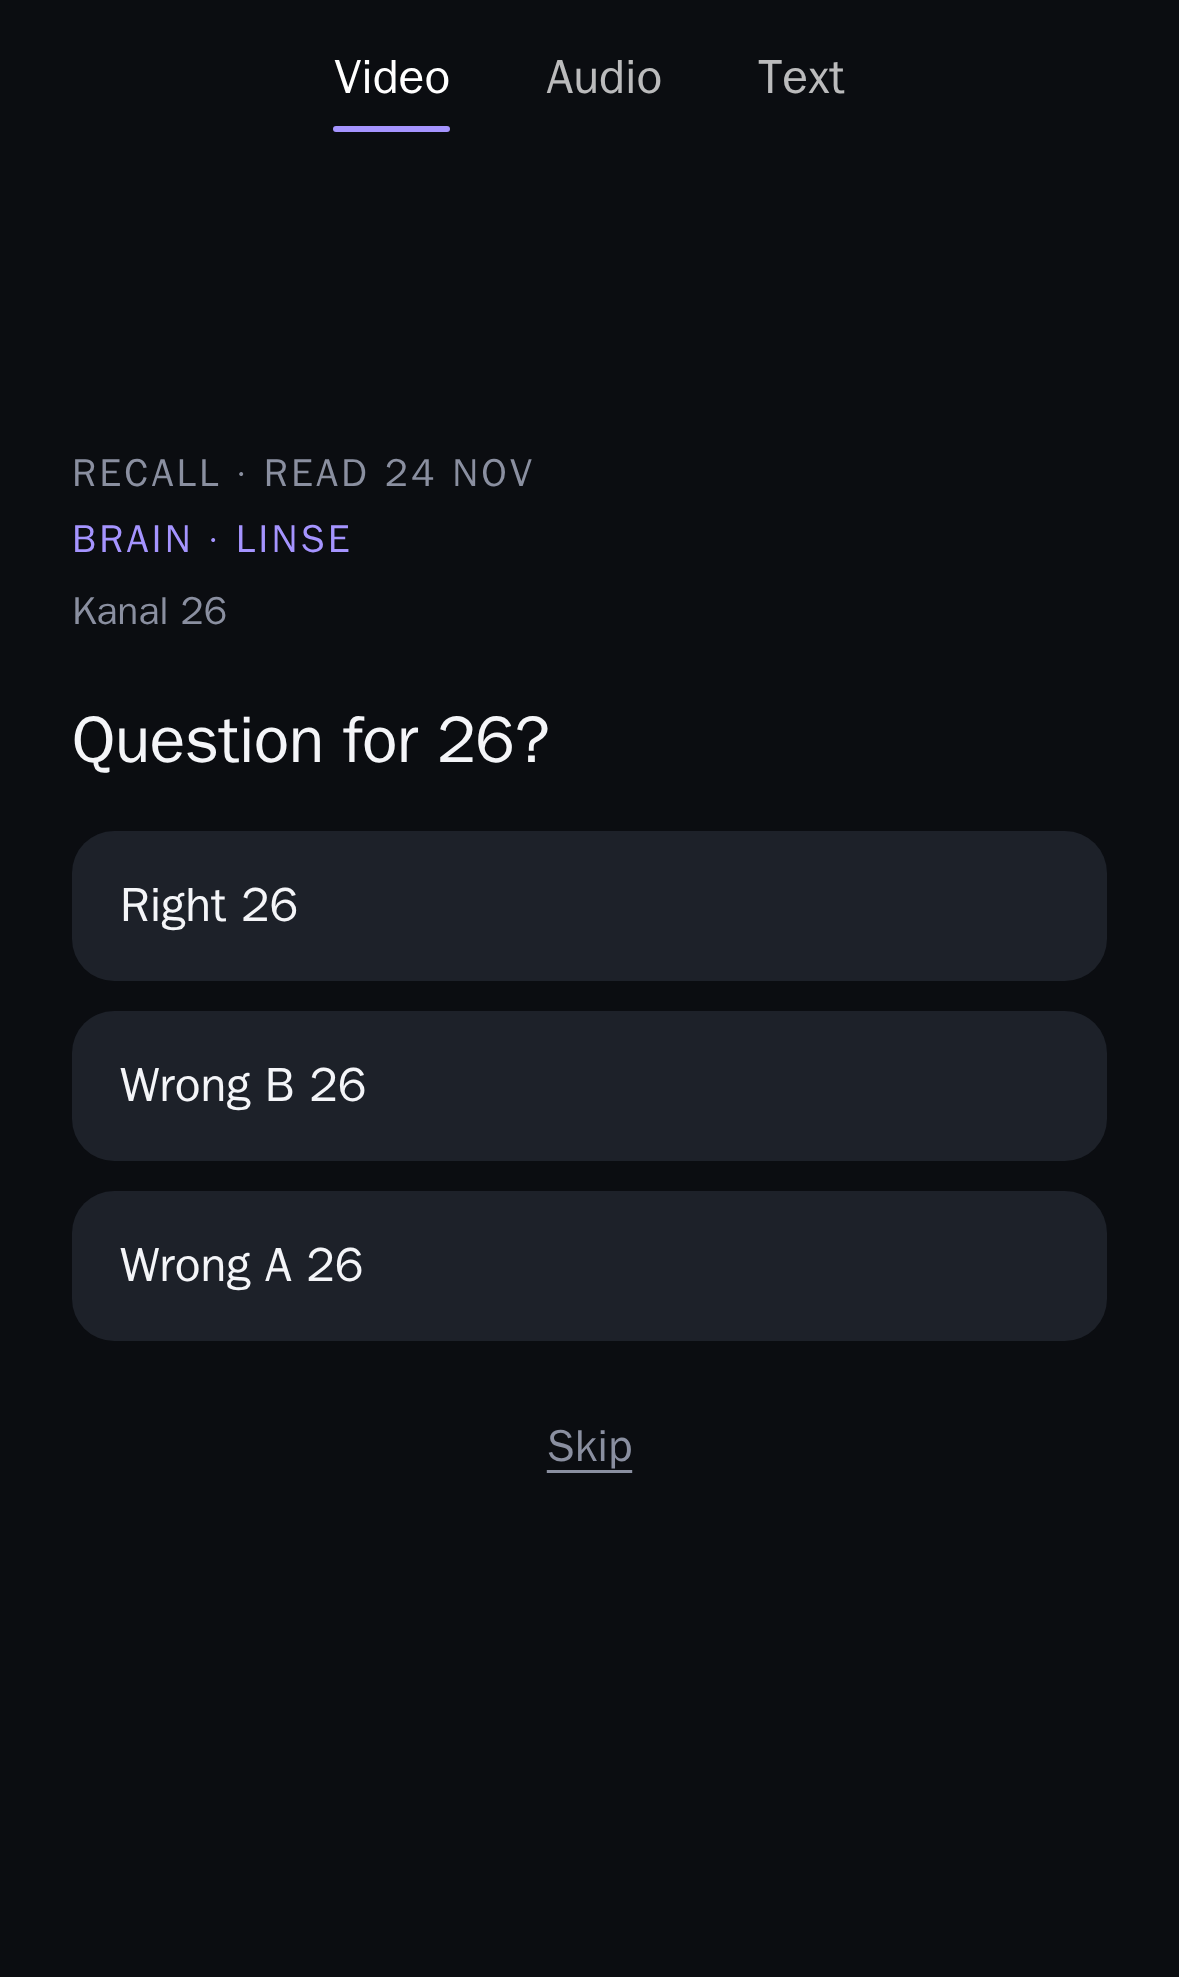 Video Audio Text
RECALL · READ 24 NOV
BRAIN · LINSE
Kanal 26
Question for 26?
Right 26
Wrong B 26
Wrong A 26
Skip